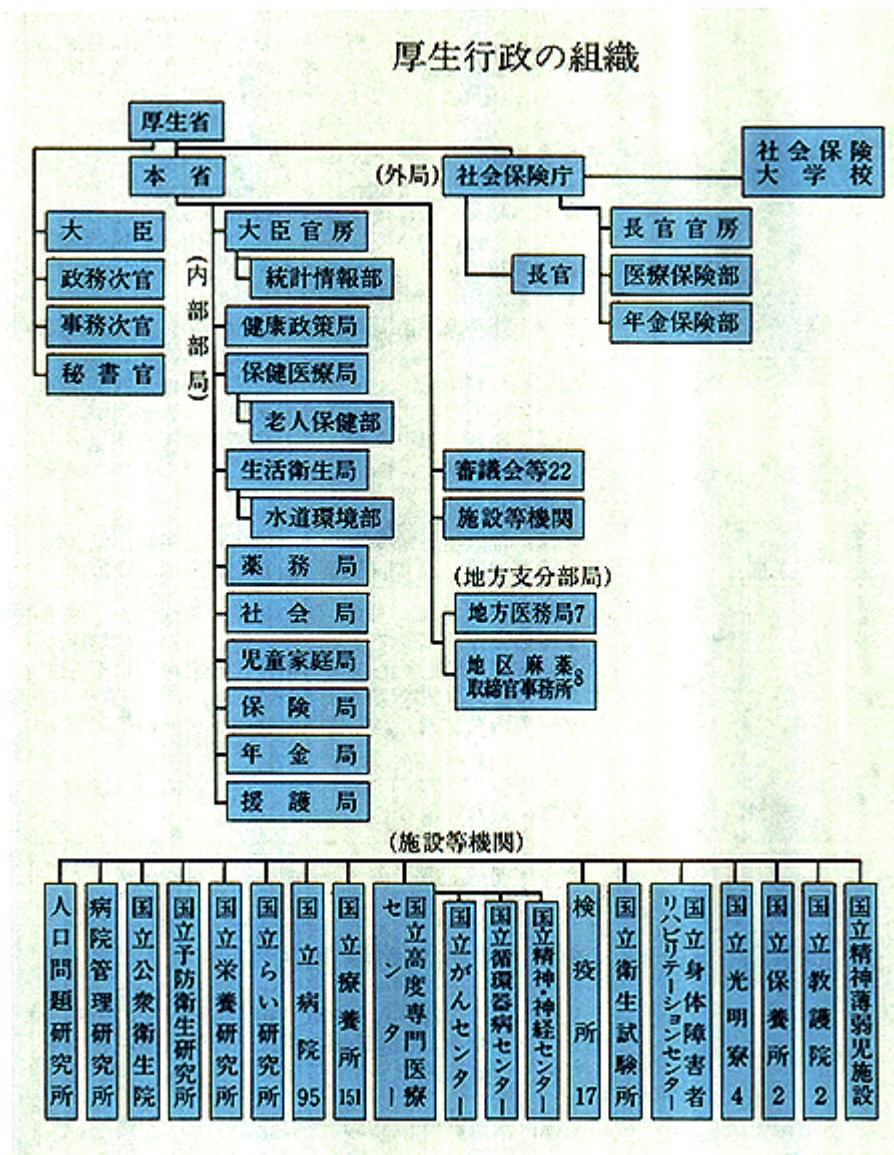 厚生行政の組織
厚生省
本省
(外局)
社会保険庁
社会保険
大学校
大臣
政務次官
事務次官
秘書官
(内部部局)
大臣官房
統計情報部
健康政策局
保健医療局
老人保健部
生活衛生局
水道環境部
薬務局
社会局
児童家庭局
保険局
年金局
援護局
長官
長官官房
医療保険部
年金保険部
審議会等22
施設等機関
(地方支分部局)
地方医務局7
地区麻薬
取締官事務所8
(施設等機関)
人口問題研究所
病院管理研究所
国立公衆衛生院
国立予防衛生研究所
国立栄養研究所
国立らい研究所
国立病院95
国立療養所151
国立高度専門医療
センター
国立がんセンター
国立循環器病センター
国立精神・神経センター
検疫所17
国立衛生試験所
国立身体障害者
リハビリテーションセンター
国立光明寮4
国立保養所2
国立教護院2
国立精神薄弱児施設